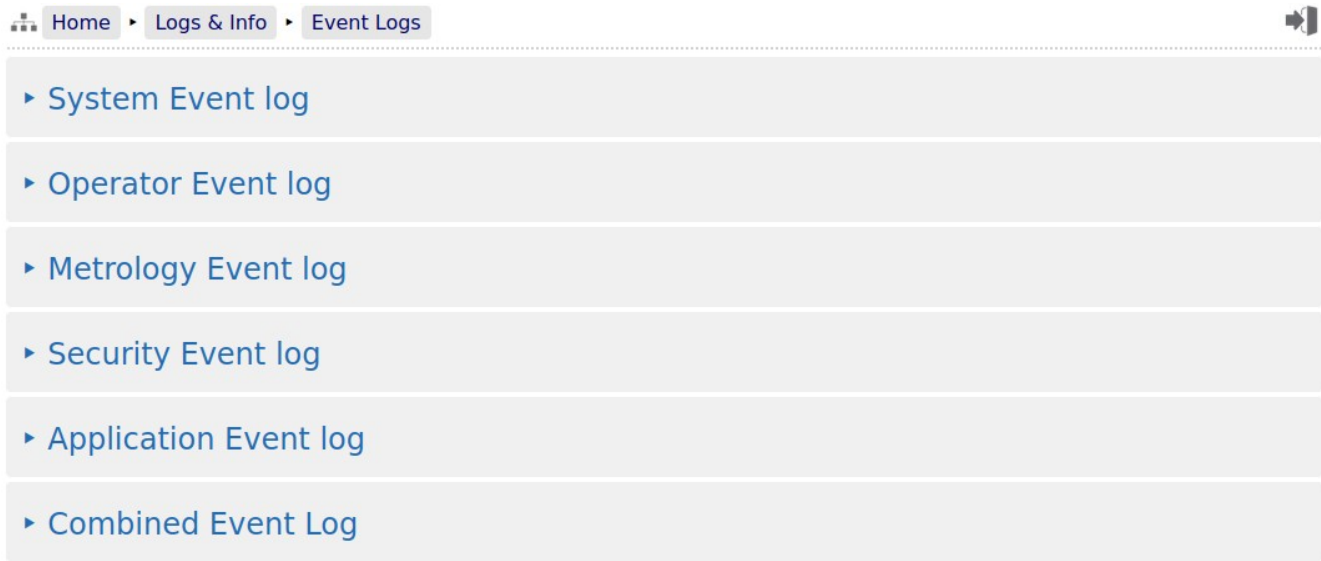 Home ‣ Logs & Info ‣ Event Logs
‣ System Event log
‣ Operator Event log
‣ Metrology Event log
‣ Security Event log
‣ Application Event log
‣ Combined Event Log